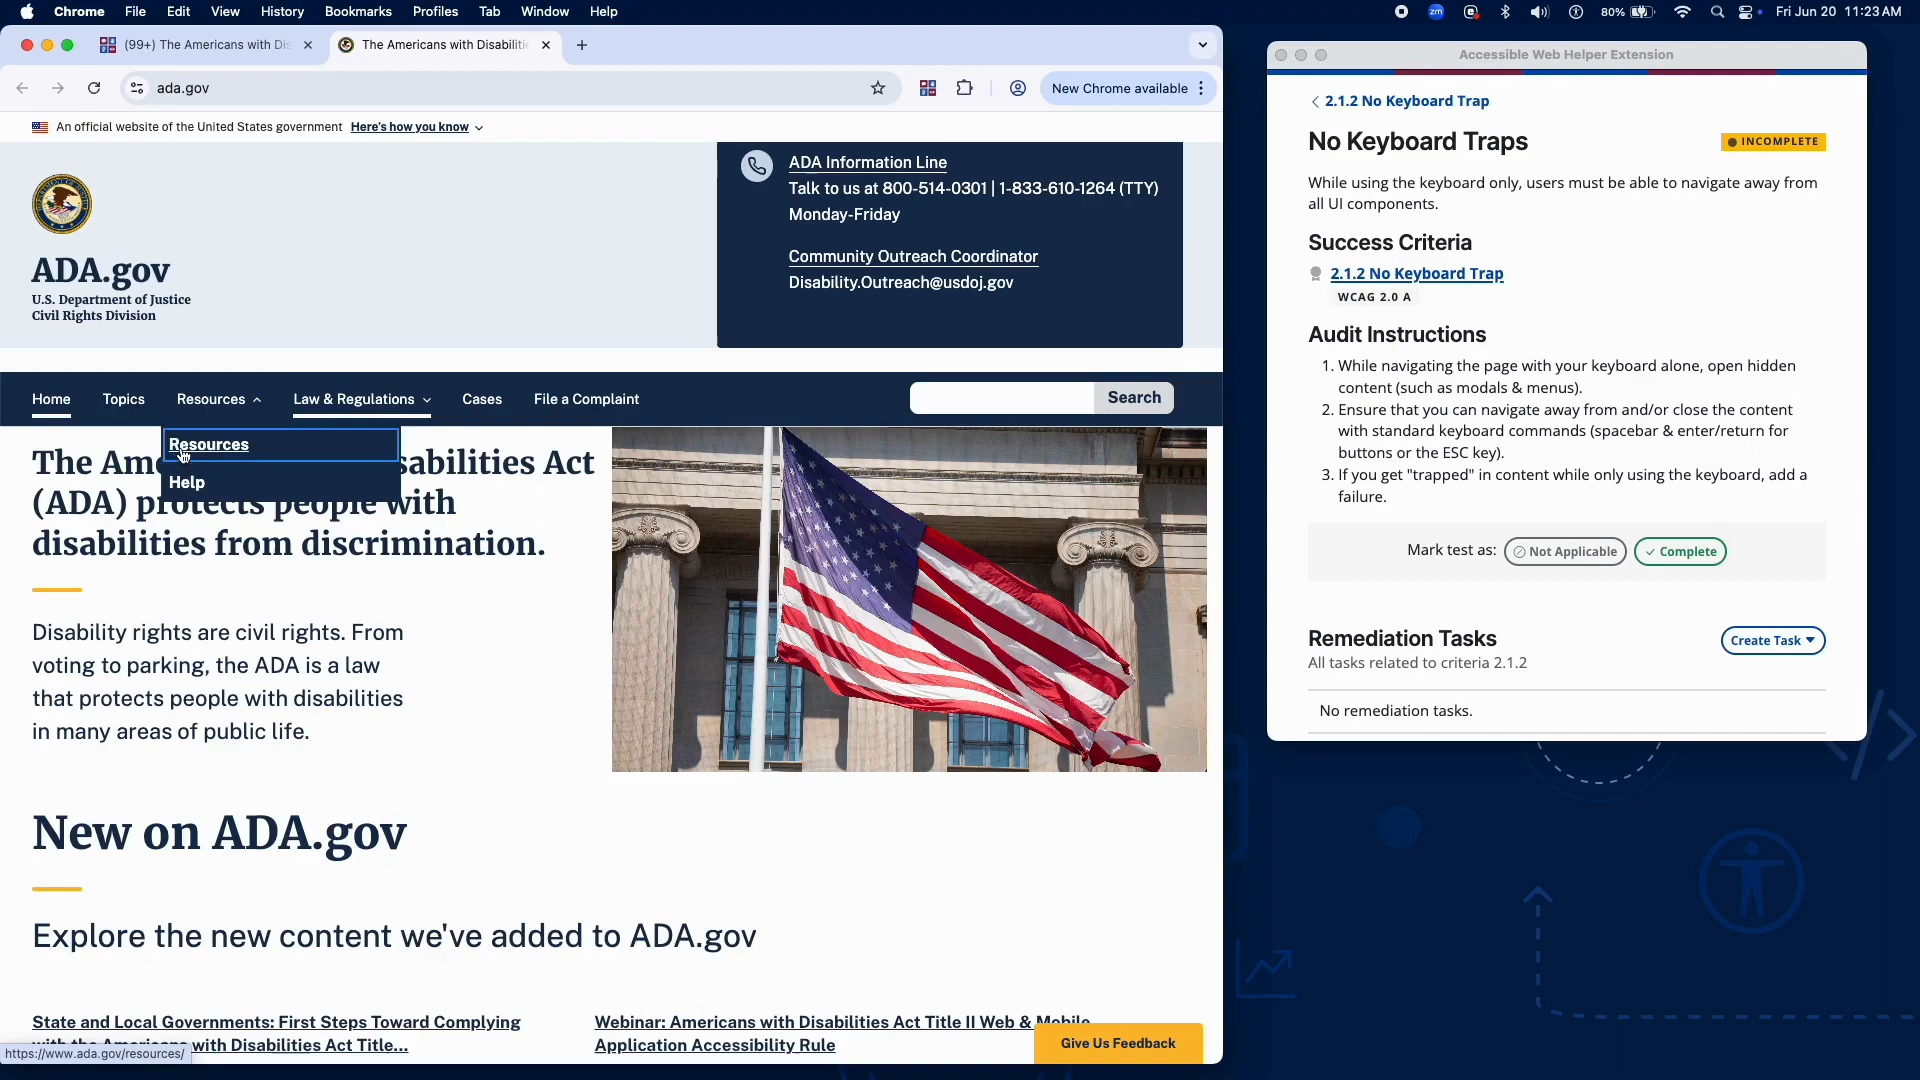 Chrome File Edit View History Bookmarks Profiles Tab Window Help
zm 80% Fri Jun 20 11:23 AM
(99+) The Americans with Dis
The Americans with Disabilitie
ada.gov
New Chrome available
An official website of the United States government Here's how you know
ADA.gov
U.S. Department of Justice
Civil Rights Division
ADA Information Line
Talk to us at 800-514-0301 | 1-833-610-1264 (TTY)
Monday-Friday
Community Outreach Coordinator
Disability.Outreach@usdoj.gov
Home Topics Resources Law & Regulations Cases File a Complaint Search
Resources
Help
The Ame sabilities Act
(ADA) protects people with
disabilities from discrimination.
Disability rights are civil rights. From
voting to parking, the ADA is a law
that protects people with disabilities
in many areas of public life.
New on ADA.gov
Explore the new content we've added to ADA.gov
State and Local Governments: First Steps Toward Complying
with the Americans with Disabilities Act Title...
Webinar: Americans with Disabilities Act Title II Web & Mobile
Application Accessibility Rule
Give Us Feedback
https://www.ada.gov/resources/
Accessible Web Helper Extension
2.1.2 No Keyboard Trap
No Keyboard Traps
INCOMPLETE
While using the keyboard only, users must be able to navigate away from
all UI components.
Success Criteria
2.1.2 No Keyboard Trap
WCAG 2.0 A
Audit Instructions
1. While navigating the page with your keyboard alone, open hidden
content (such as modals & menus).
2. Ensure that you can navigate away from and/or close the content
with standard keyboard commands (spacebar & enter/return for
buttons or the ESC key).
3. If you get "trapped" in content while only using the keyboard, add a
failure.
Mark test as: Not Applicable Complete
Remediation Tasks
Create Task
All tasks related to criteria 2.1.2
No remediation tasks.